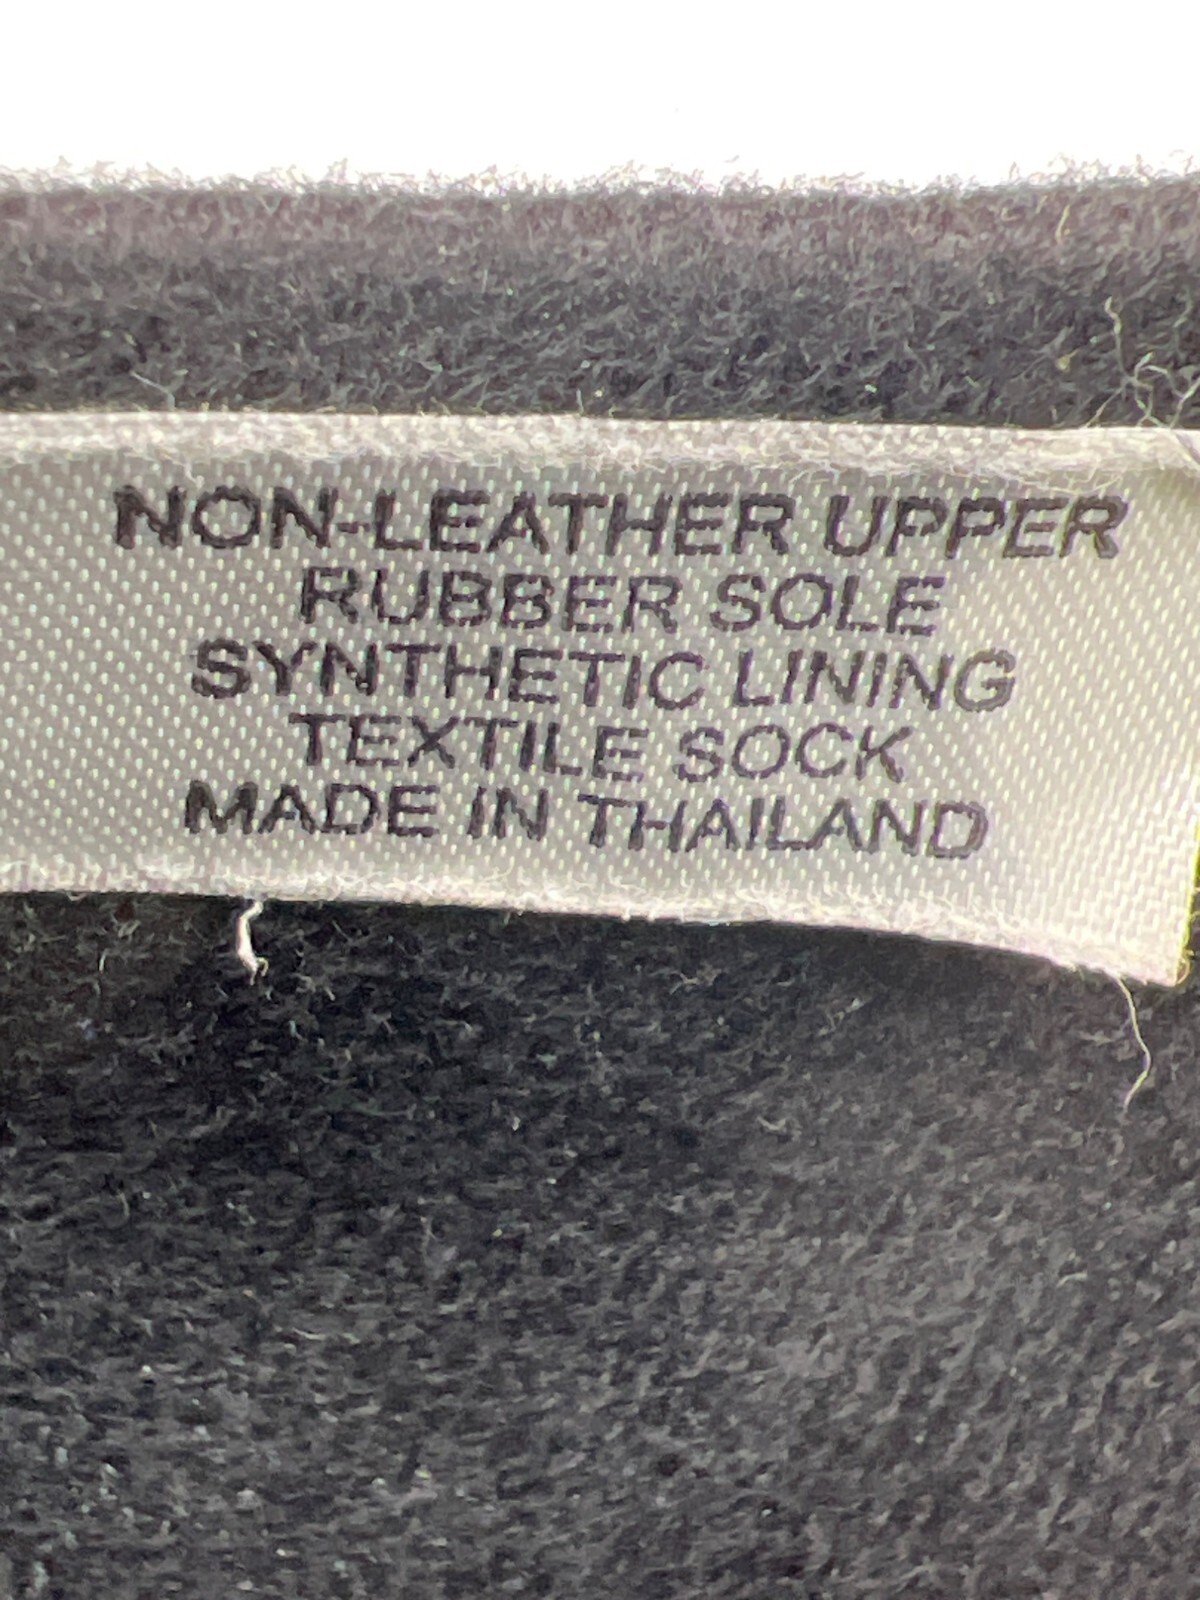 NON-LEATHER UPPER
RUBBER SOLE
SYNTHETIC LINING
TEXTILE SOCK
MADE IN THAILAND